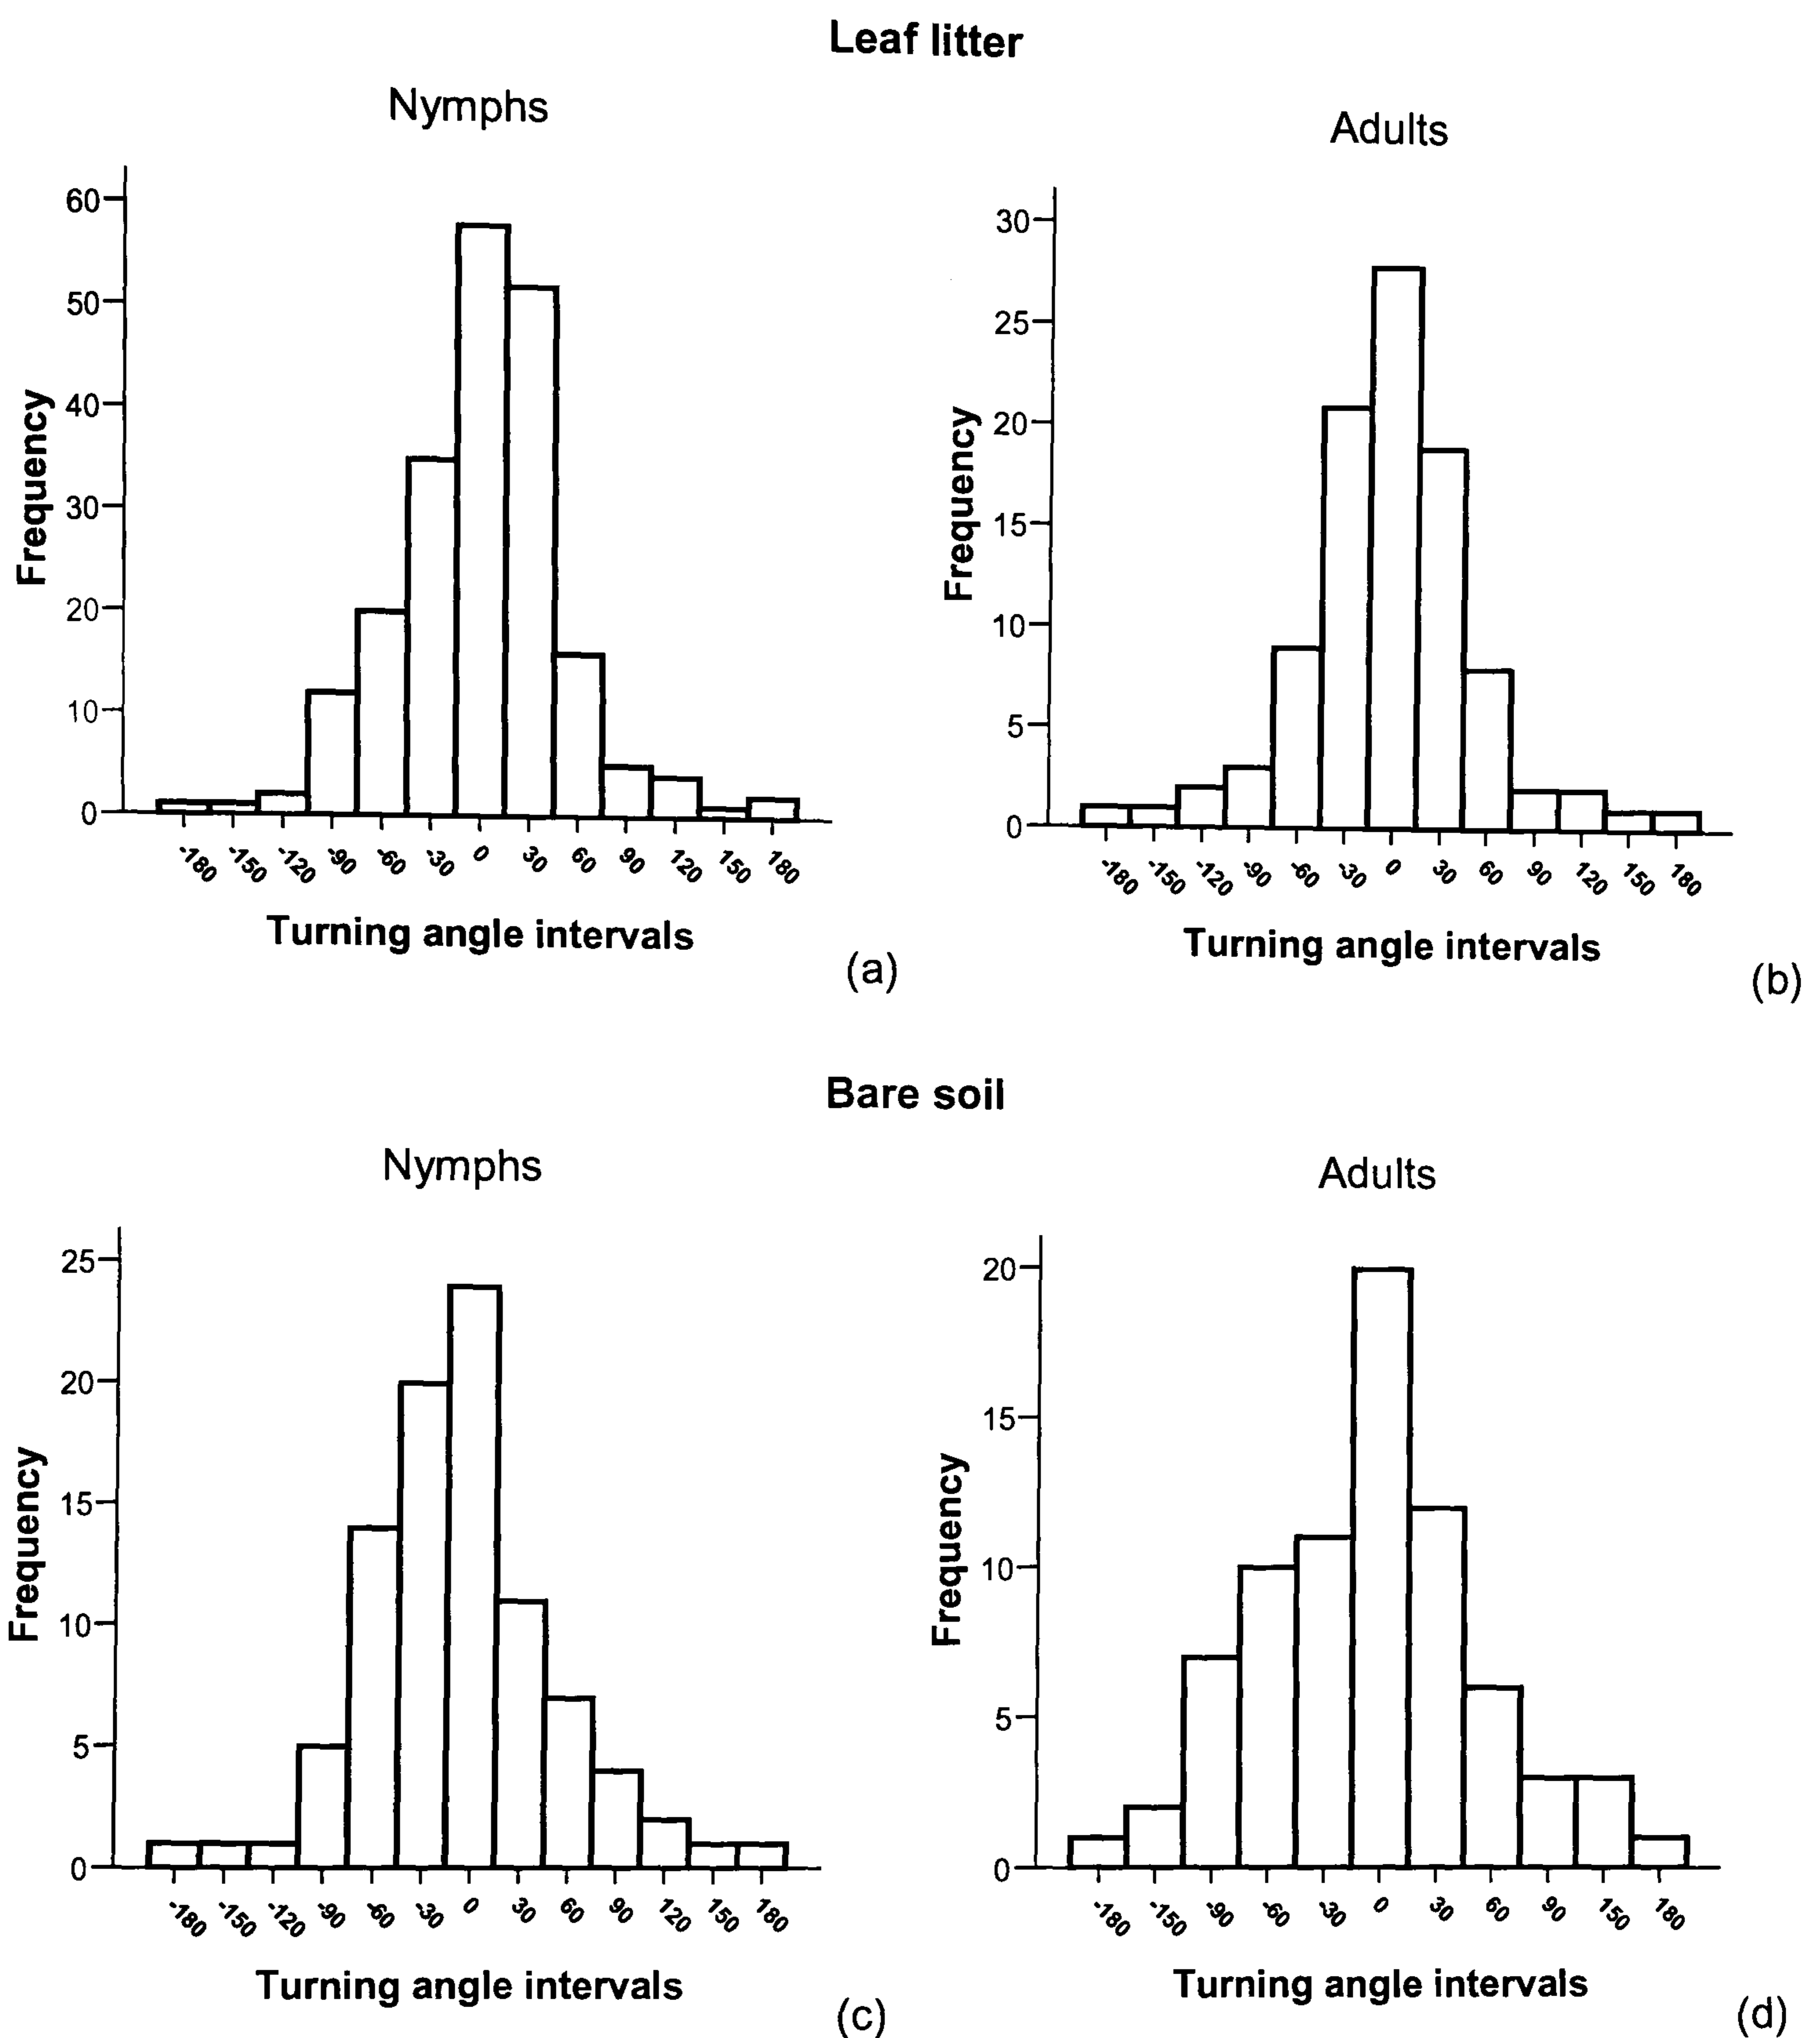 Leaf litter
Nymphs
60
50
40
30
20
10
0
Frequency
-180 -150 -120 -90 -60 -30 0 30 60 90 120 150 180
Turning angle intervals
(a)
Adults
30
25
20
15
10
5
0
Frequency
-180 -150 -120 -90 -60 -30 0 30 60 90 120 150 180
Turning angle intervals
(b)
Bare soil
Nymphs
25
20
15
10
5
0
Frequency
-180 -150 -120 -90 -60 -30 0 30 60 90 120 150 180
Turning angle intervals
(c)
Adults
20
15
10
5
0
Frequency
-180 -150 -90 -60 -30 0 30 60 90 150 180
Turning angle intervals
(d)